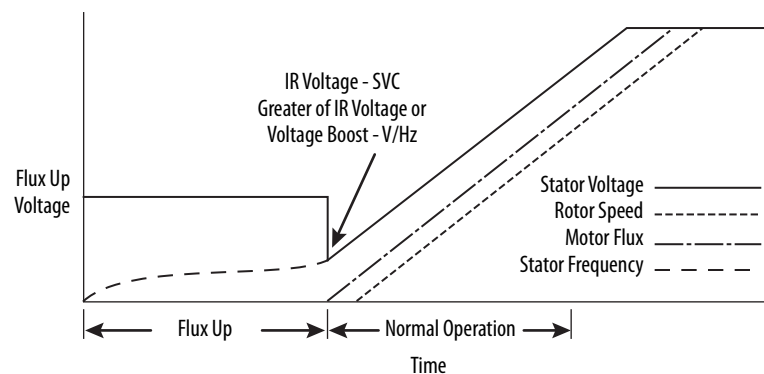 IR Voltage - SVC
Greater of IR Voltage or
Voltage Boost - V/Hz
Flux Up
Voltage
Stator Voltage
Rotor Speed
Motor Flux
Stator Frequency
Flux Up
Normal Operation
Time